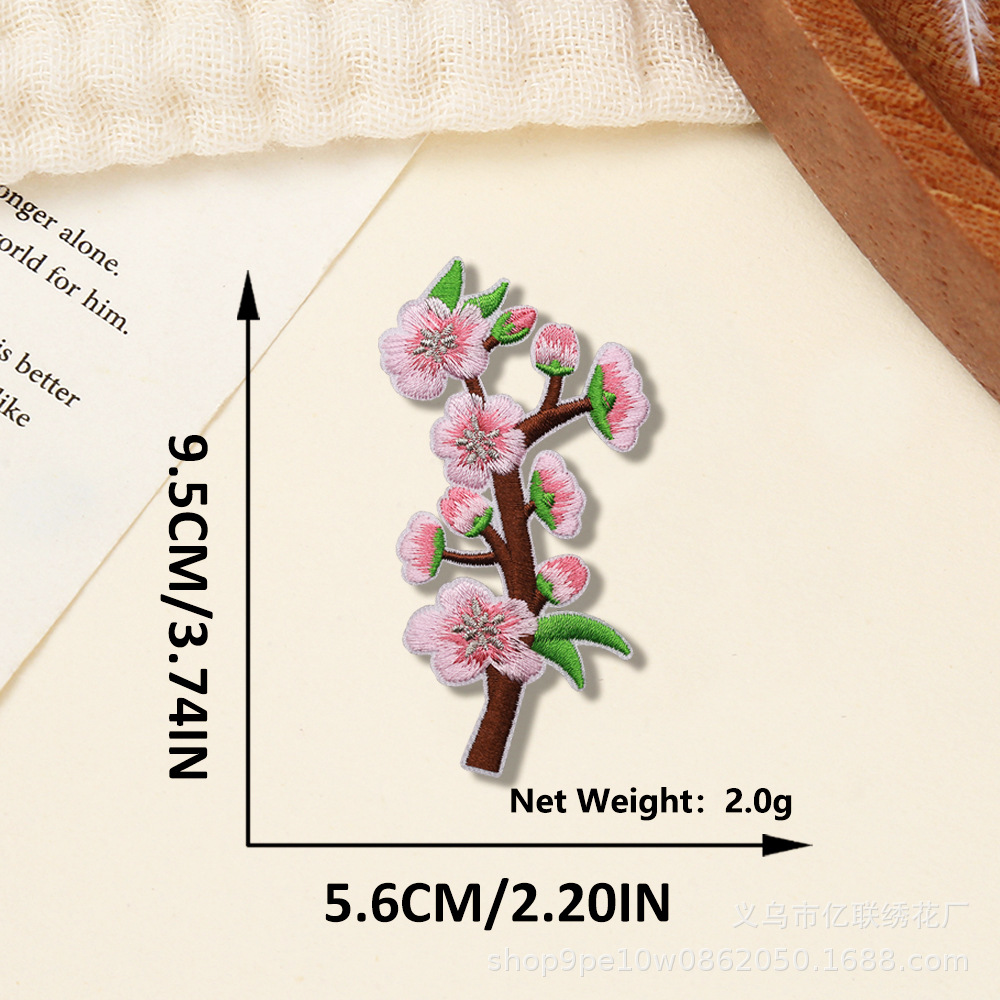 onger alone.
orld for him.
is better
like
9.5CM/3.74IN
Net Weight: 2.0g
5.6CM/2.20IN
义乌市亿联绣花厂
shop9pe10w0862050.1688.com